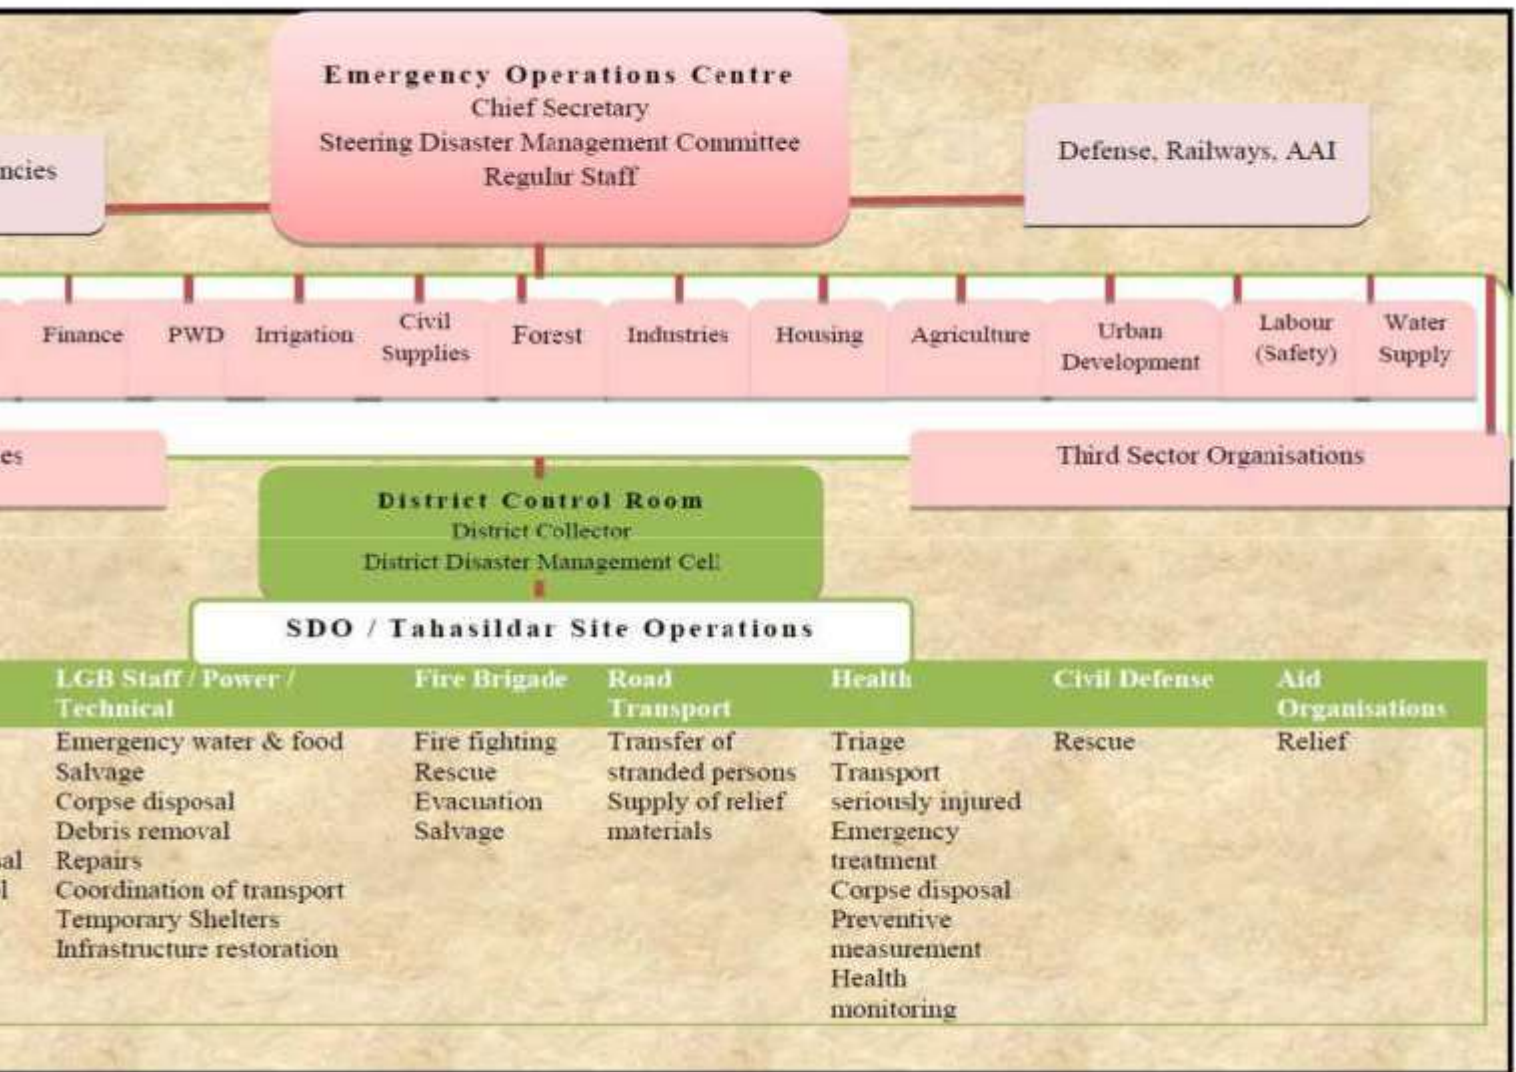 Emergency Operations Centre
Chief Secretary
Steering Disaster Management Committee
Regular Staff
ncies
Defense, Railways, AAI
Finance
PWD
Irrigation
Civil
Supplies
Forest
Industries
Housing
Agriculture
Urban
Development
Labour
(Safety)
Water
Supply
es
Third Sector Organisations
District Control Room
District Collector
District Disaster Management Cell
SDO / Tahasildar Site Operations
LGB Staff / Power /
Technical
Emergency water & food
Salvage
Corpse disposal
Debris removal
Repairs
Coordination of transport
Temporary Shelters
Infrastructure restoration
sal
l
Fire Brigade
Fire fighting
Rescue
Evacuation
Salvage
Road
Transport
Transfer of
stranded persons
Supply of relief
materials
Health
Triage
Transport
seriously injured
Emergency
treatment
Corpse disposal
Preventive
measurement
Health
monitoring
Civil Defense
Rescue
Aid
Organisations
Relief